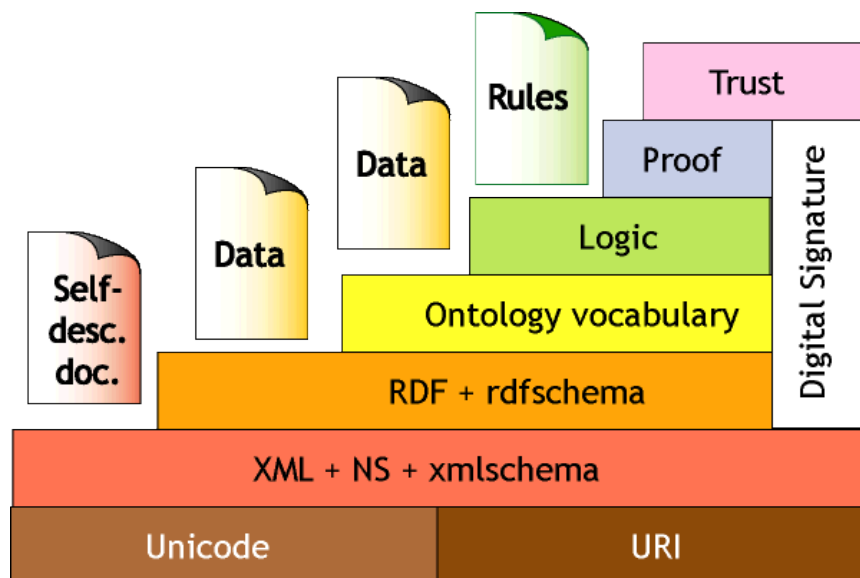 Rules
Trust
Data
Proof
Data
Logic
Self-
desc.
doc.
Ontology vocabulary
Digital Signature
RDF + rdfschema
XML + NS + xmlschema
Unicode
URI